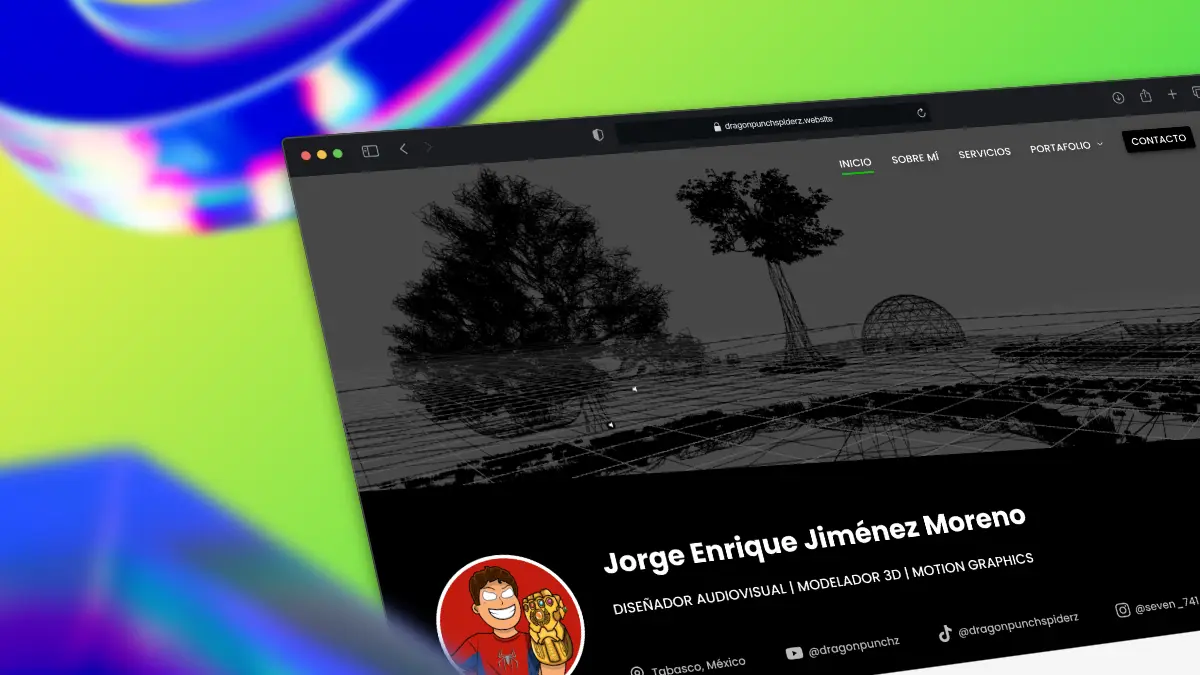 dragonpunchspiderz.website
INICIO SOBRE MÍ SERVICIOS PORTAFOLIO CONTACTO
Jorge Enrique Jiménez Moreno
DISEÑADOR AUDIOVISUAL | MODELADOR 3D | MOTION GRAPHICS
Tabasco, México @dragonpunchz @dragonpunchspiderz @seven_741